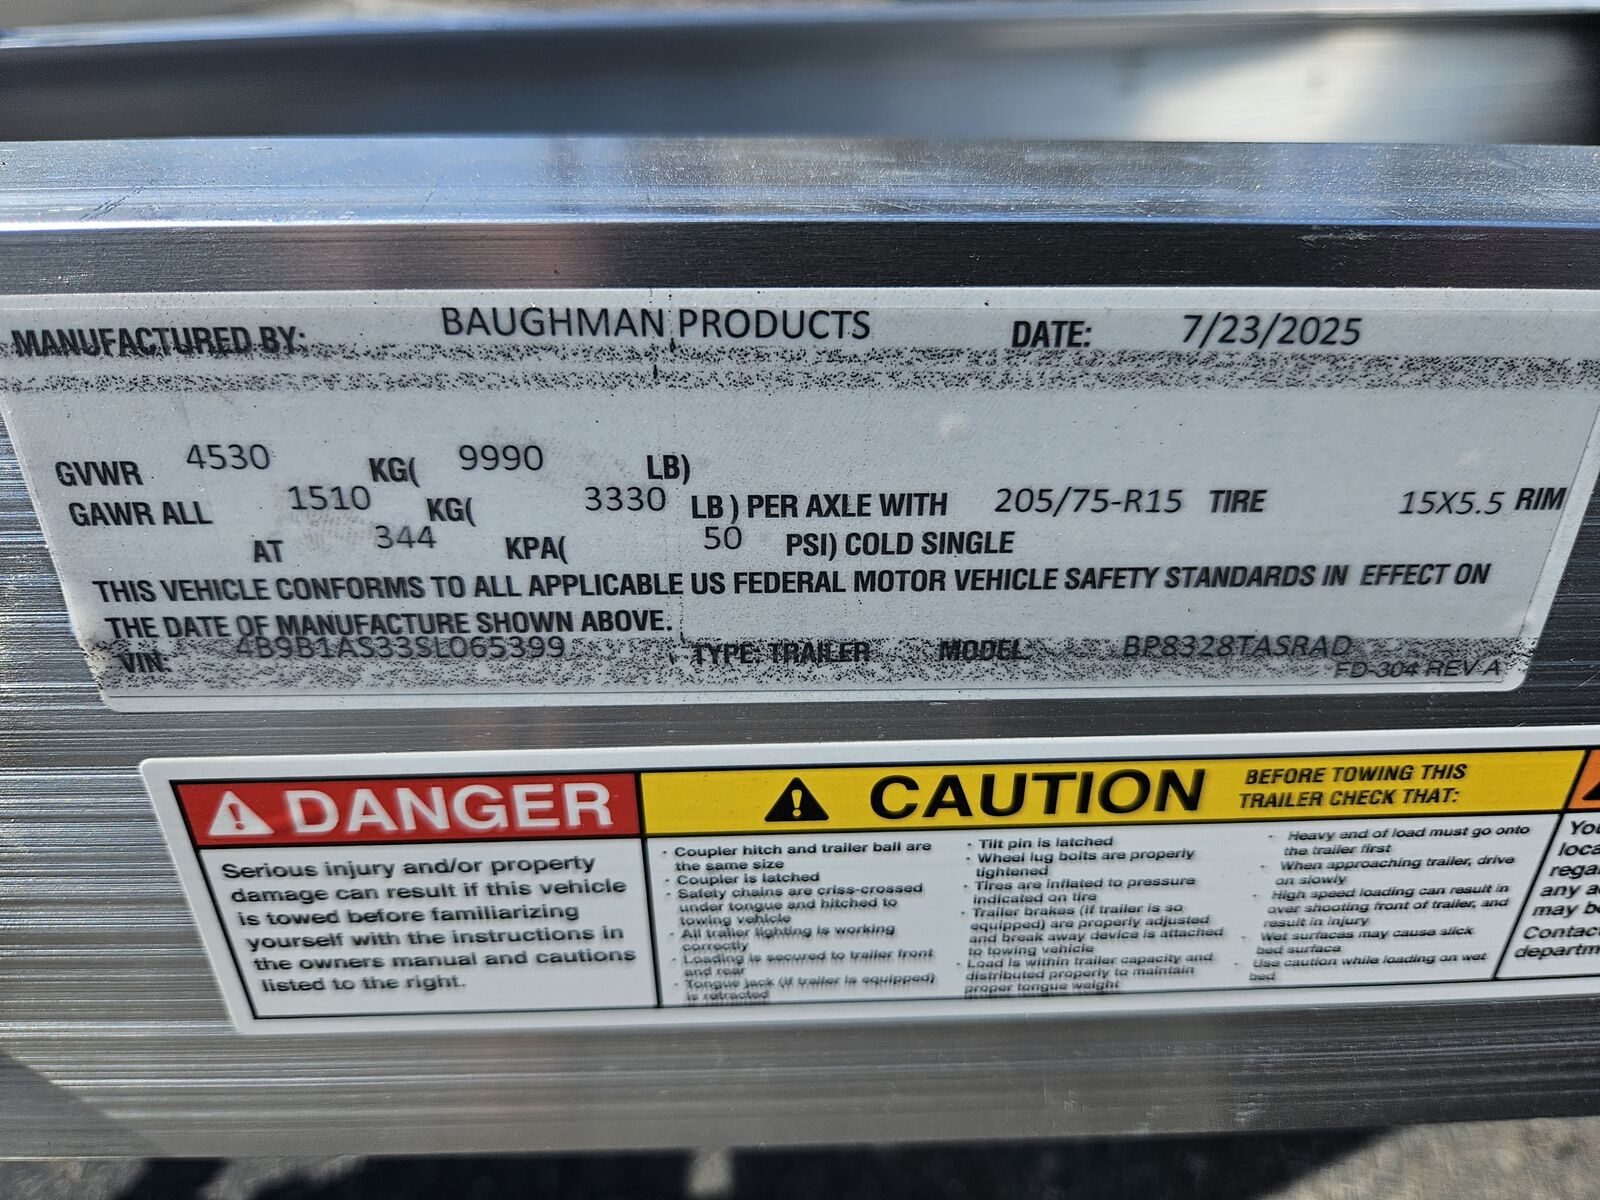 MANUFACTURED BY: BAUGHMAN PRODUCTS DATE: 7/23/2025
GVWR 4530 KG( 9990 LB)
GAWR ALL 1510 KG( 3330 LB ) PER AXLE WITH 205/75-R15 TIRE 15X5.5 RIM
AT 344 KPA( 50 PSI) COLD SINGLE
THIS VEHICLE CONFORMS TO ALL APPLICABLE US FEDERAL MOTOR VEHICLE SAFETY STANDARDS IN EFFECT ON
THE DATE OF MANUFACTURE SHOWN ABOVE.
VIN: 4B9B1AS33SL065399 TYPE: TRAILER MODEL: BP8328TASRAD
FD-304 REV A
DANGER
Serious injury and/or property
damage can result if this vehicle
is towed before familiarizing
yourself with the instructions in
the owners manual and cautions
listed to the right.
CAUTION
BEFORE TOWING THIS
TRAILER CHECK THAT:
• Coupler hitch and trailer ball are
the same size
• Coupler is latched
• Safety chains are criss-crossed
under tongue and hitched to
towing vehicle
• All trailer lighting is working
correctly
• Loading is secured to trailer front
and rear
• Tongue jack (if trailer is equipped)
is retracted
• Tilt pin is latched
• Wheel lug bolts are properly
tightened
• Tires are inflated to pressure
indicated on tire
• Trailer brakes (if trailer is so
equipped) are properly adjusted
and break away device is attached
to towing vehicle
• Load is within trailer capacity and
distributed properly to maintain
proper tongue weight
• Heavy end of load must go onto
the trailer first
• When approaching trailer, drive
on slowly
• High speed loading can result in
over shooting front of trailer, and
result in injury
• Wet surfaces may cause slick
bed surface
• Use caution while loading on wet
bed
You
loca
rega
any a
may b
Contac
departm